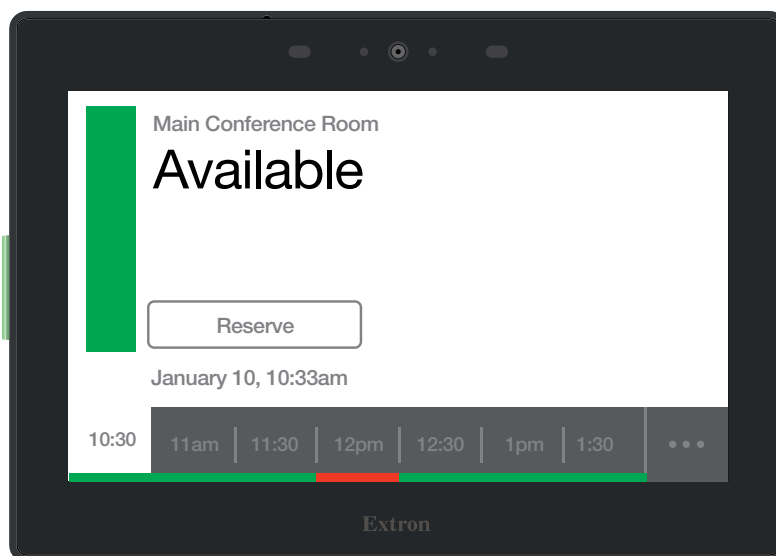 Main Conference Room
Available
Reserve
January 10, 10:33am
10:30 11am 11:30 12pm 12:30 1pm 1:30
Extron